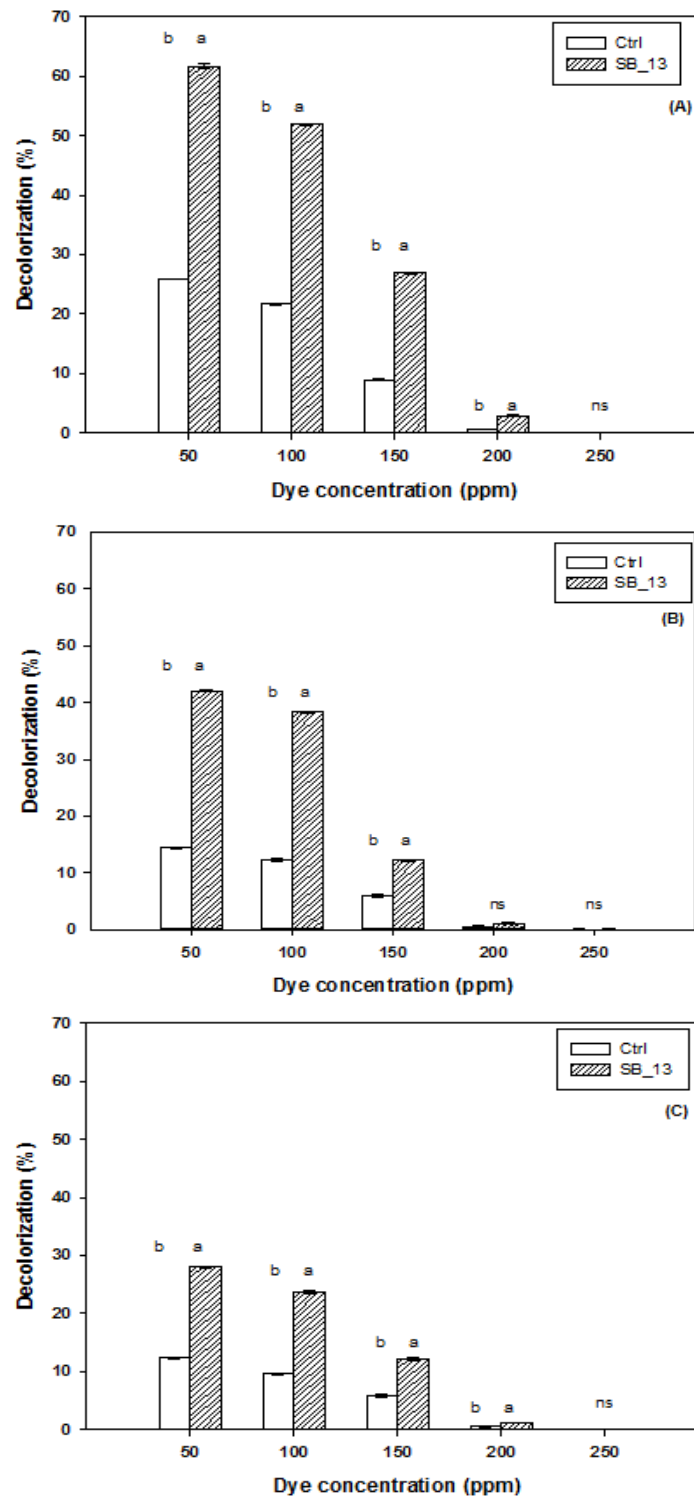 70
60
50
40
30
20
10
0
Decolorization (%)
b a
b a
b a
b a
ns
Ctrl
SB_13
(A)
50 100 150 200 250
Dye concentration (ppm)
70
60
50
40
30
20
10
0
Decolorization (%)
b a
b a
b a
ns
ns
Ctrl
SB_13
(B)
50 100 150 200 250
Dye concentration (ppm)
70
60
50
40
30
20
10
0
Decolorization (%)
b a
b a
b a
b a
ns
Ctrl
SB_13
(C)
50 100 150 200 250
Dye concentration (ppm)